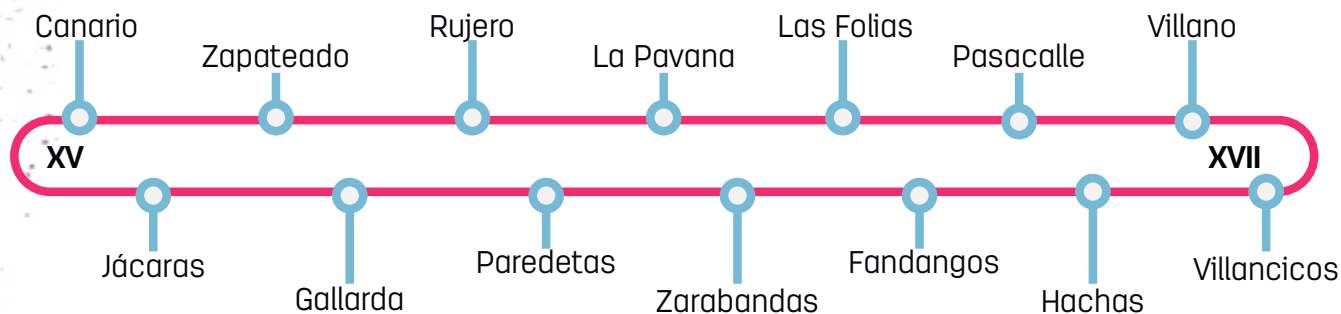 Canario
Zapateado
Rujero
La Pavana
Las Folias
Pasacalle
Villano
XV
XVII
Jácaras
Gallarda
Paredetas
Zarabandas
Fandangos
Hachas
Villancicos